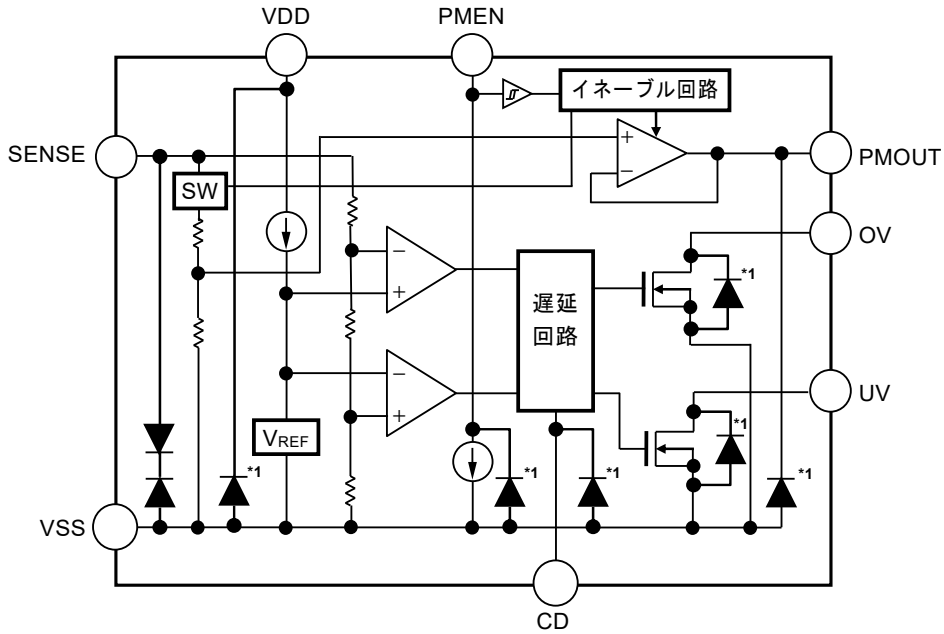 VDD
PMEN
イネーブル回路
+
−
SENSE
PMOUT
SW
OV
−
+
*1
遅延
回路
−
+
UV
VREF
*1
*1
*1
*1
*1
VSS
CD